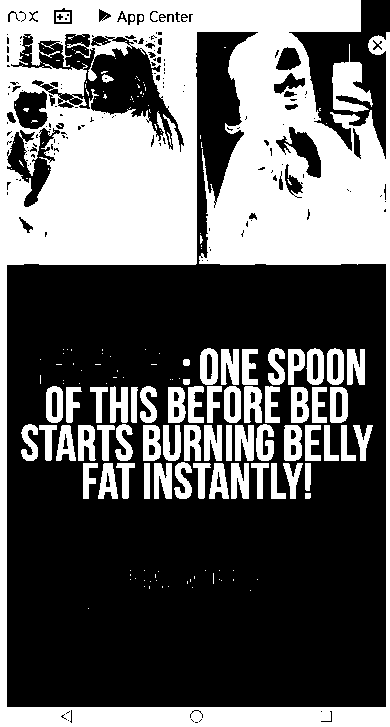 nox App Center
: ONE SPOON
OF THIS BEFORE BED
STARTS BURNING BELLY
FAT INSTANTLY!